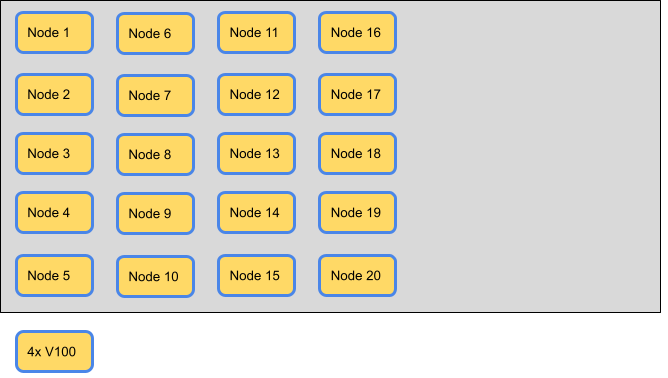 Node 1
Node 6
Node 11
Node 16
Node 2
Node 7
Node 12
Node 17
Node 3
Node 8
Node 13
Node 18
Node 4
Node 9
Node 14
Node 19
Node 5
Node 10
Node 15
Node 20
4x V100